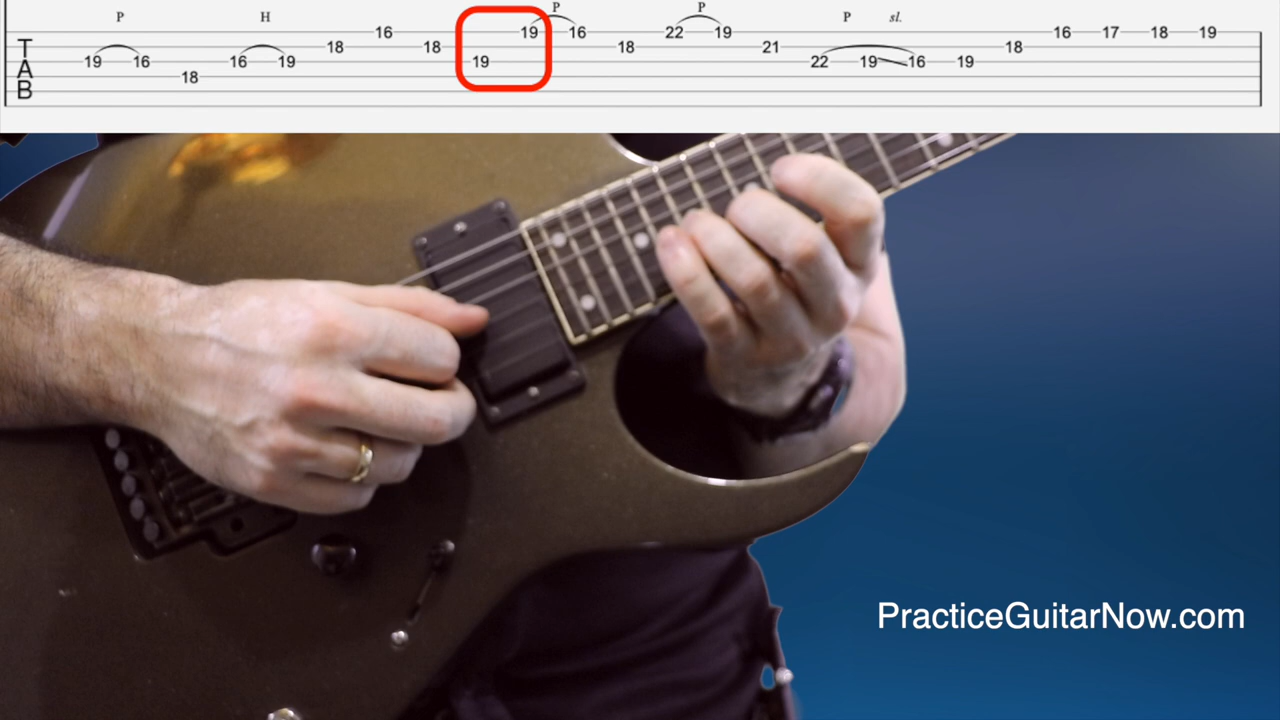 P H P P P sl.
16 19 16 22 19 16 17 18 19
T 18 18 18 21 18
A 19 16 16 19 19 22 19 16 19
18
B
PracticeGuitarNow.com